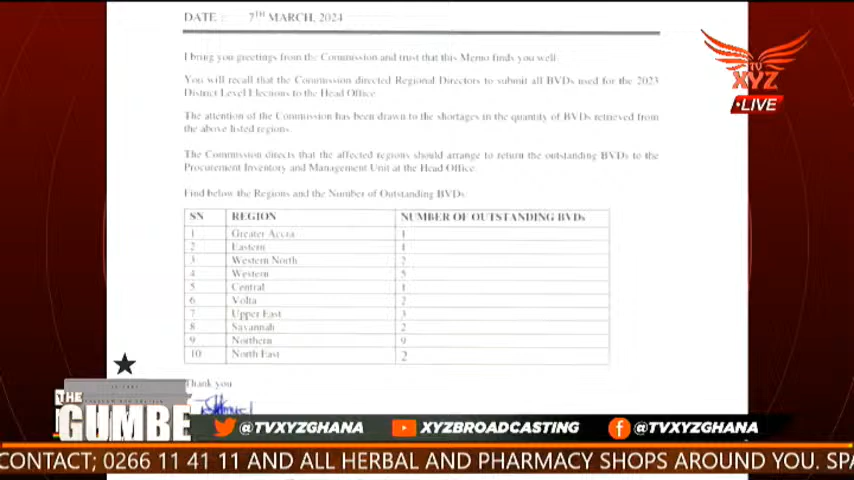 DATE : 7TH MARCH, 2024
I bring you greetings from the Commission and trust that this Memo finds you well.
You will recall that the Commission directed Regional Directors to submit all BVDs used for the 2023
District Level Elections to the Head Office.
The attention of the Commission has been drawn to the shortages in the quantity of BVDs retrieved from
the above listed regions.
The Commission directs that the affected regions should arrange to return the outstanding BVDs to the
Procurement Inventory and Management Unit at the Head Office.
Find below the Regions and the Number of Outstanding BVDs
SN REGION NUMBER OF OUTSTANDING BVDs
1 Greater Accra 1
2 Eastern 1
3 Western North 2
4 Western 5
5 Central 1
6 Volta 2
7 Upper East 3
8 Savannah 2
9 Northern 9
10 North East 2
Thank you
TV
XYZ
LIVE
THE
GUMBE
@TVXYZGHANA XYZBROADCASTING @TVXYZGHANA
CONTACT; 0266 11 41 11 AND ALL HERBAL AND PHARMACY SHOPS AROUND YOU. SPA